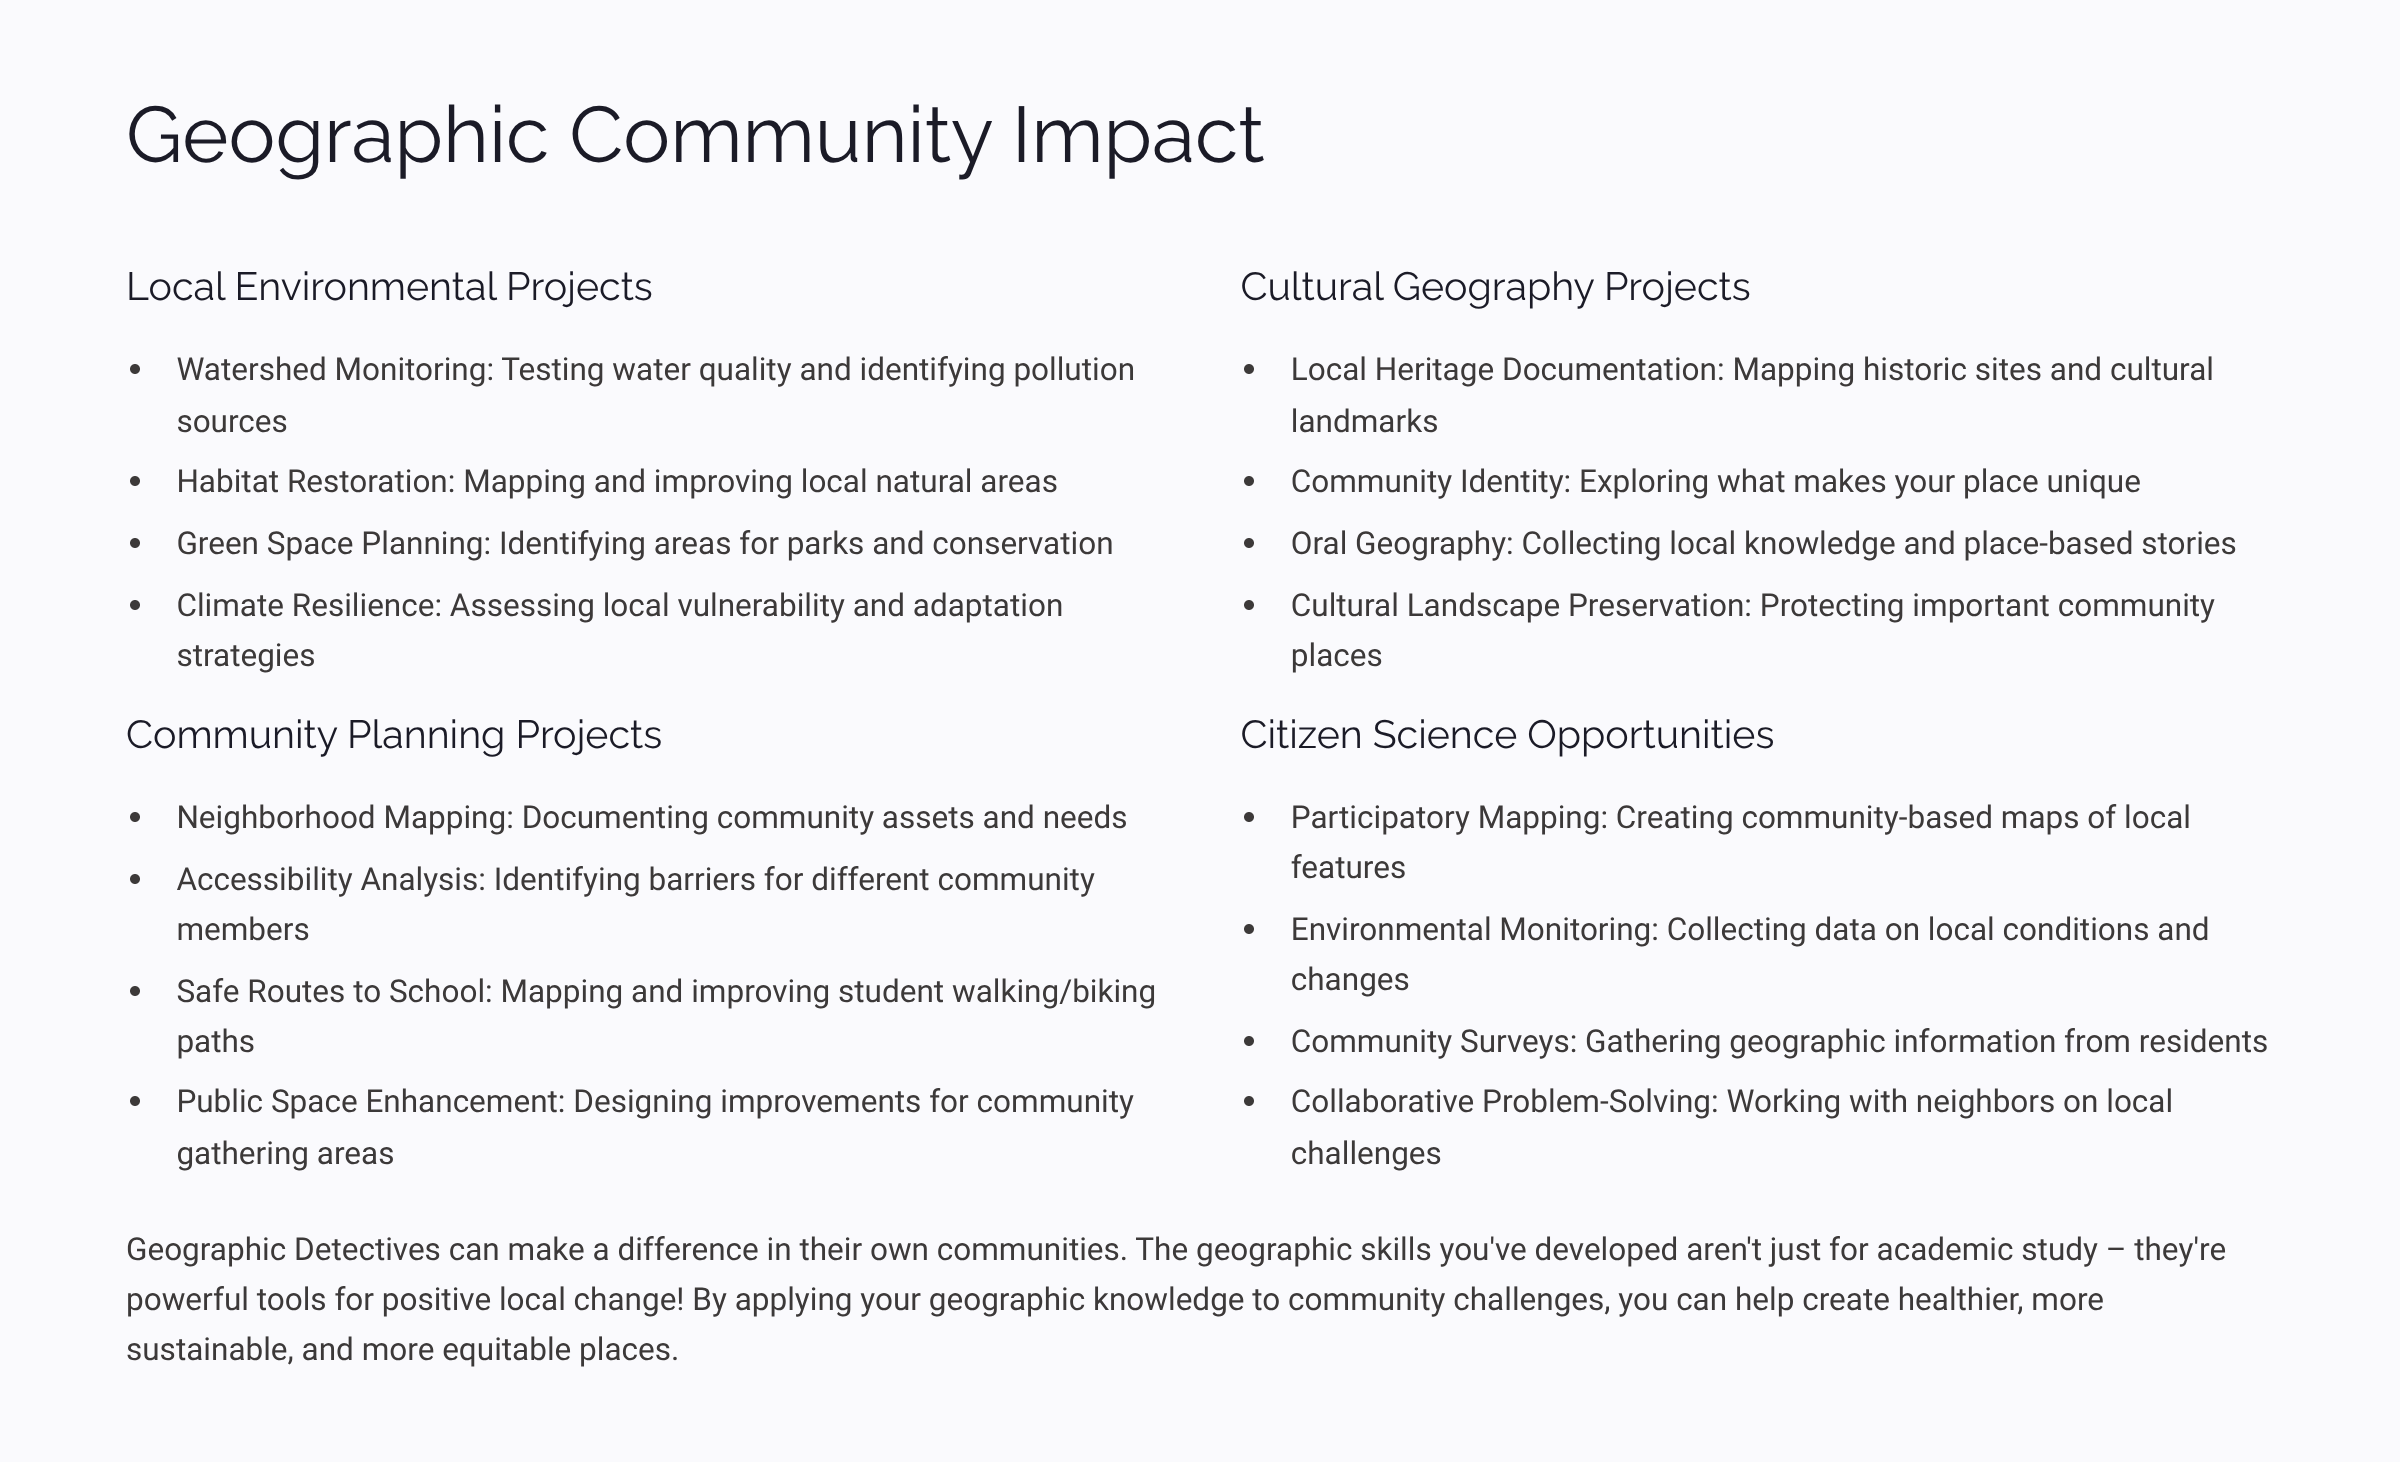 Geographic Community Impact
Local Environmental Projects
• Watershed Monitoring: Testing water quality and identifying pollution
sources
• Habitat Restoration: Mapping and improving local natural areas
• Green Space Planning: Identifying areas for parks and conservation
• Climate Resilience: Assessing local vulnerability and adaptation
strategies
Community Planning Projects
• Neighborhood Mapping: Documenting community assets and needs
• Accessibility Analysis: Identifying barriers for different community
members
• Safe Routes to School: Mapping and improving student walking/biking
paths
• Public Space Enhancement: Designing improvements for community
gathering areas
Cultural Geography Projects
• Local Heritage Documentation: Mapping historic sites and cultural
landmarks
• Community Identity: Exploring what makes your place unique
• Oral Geography: Collecting local knowledge and place-based stories
• Cultural Landscape Preservation: Protecting important community
places
Citizen Science Opportunities
• Participatory Mapping: Creating community-based maps of local
features
• Environmental Monitoring: Collecting data on local conditions and
changes
• Community Surveys: Gathering geographic information from residents
• Collaborative Problem-Solving: Working with neighbors on local
challenges
Geographic Detectives can make a difference in their own communities. The geographic skills you've developed aren't just for academic study – they're
powerful tools for positive local change! By applying your geographic knowledge to community challenges, you can help create healthier, more
sustainable, and more equitable places.